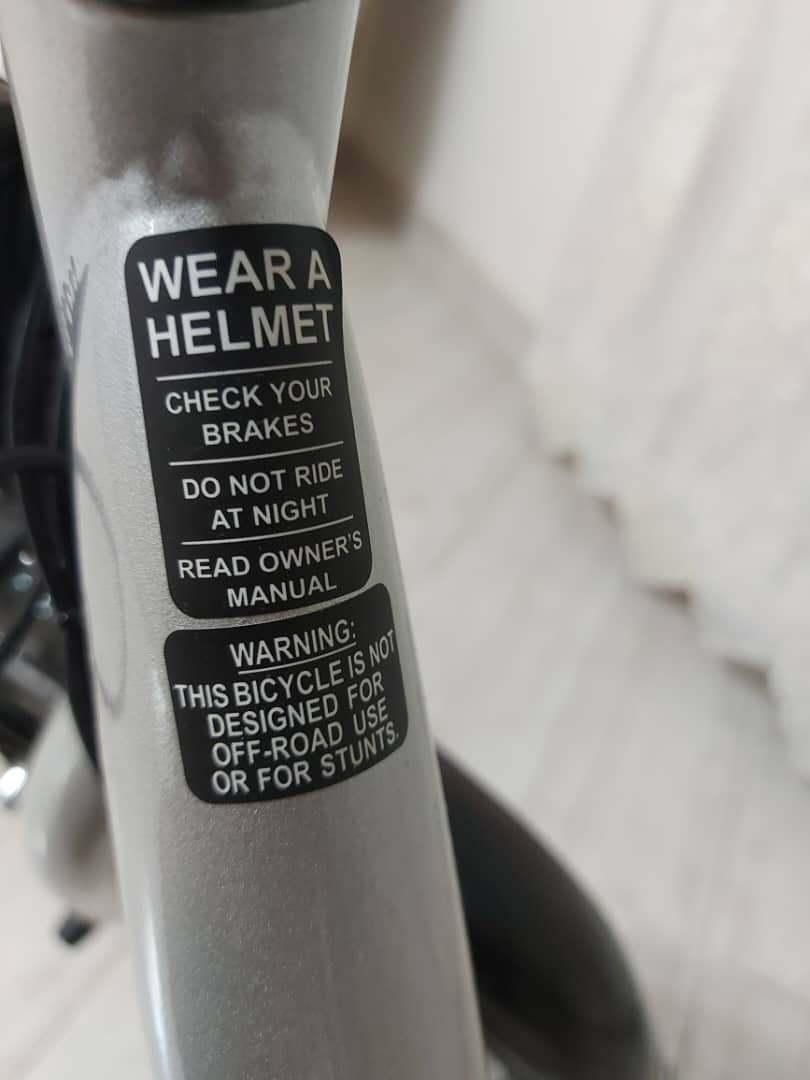 WEAR A
HELMET
CHECK YOUR
BRAKES
DO NOT RIDE
AT NIGHT
READ OWNER'S
MANUAL
WARNING:
THIS BICYCLE IS NOT
DESIGNED FOR
OFF-ROAD USE
OR FOR STUNTS.